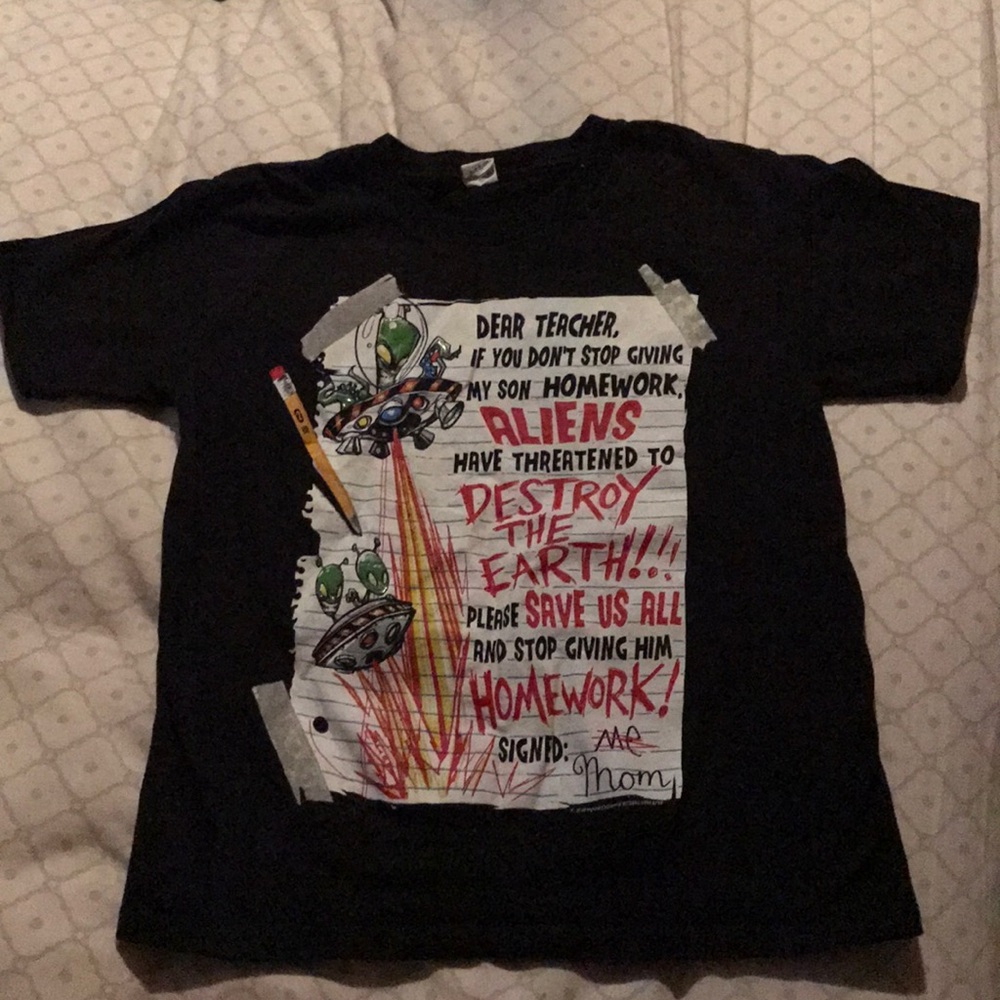 DEAR TEACHER,
IF YOU DON'T STOP GIVING
MY SON HOMEWORK,
ALIENS
HAVE THREATENED TO
DESTROY
THE
EARTH!!!
PLEASE SAVE US ALL
AND STOP GIVING HIM
HOMEWORK!
SIGNED: Me
Mom